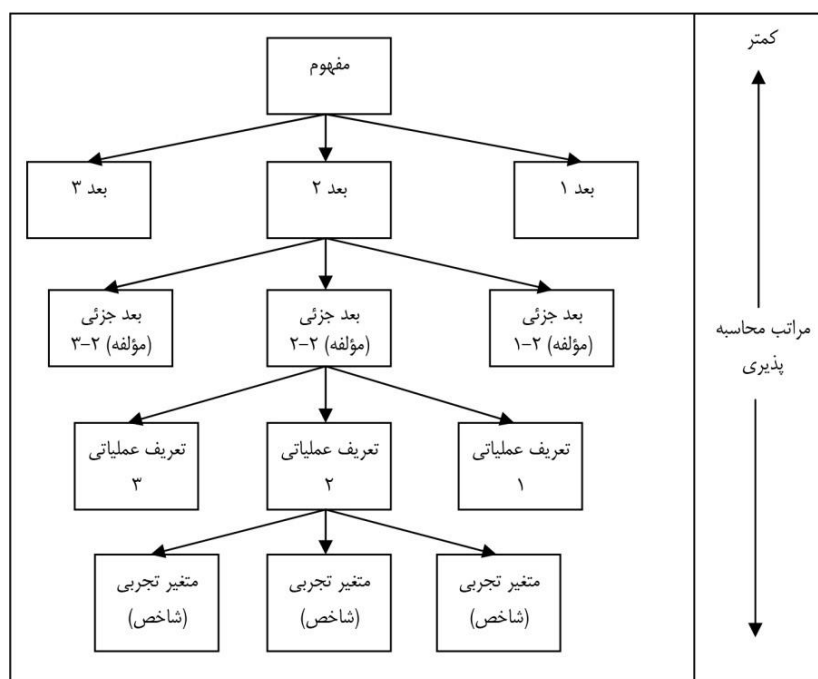 مفهوم
بعد ۱
بعد ۲
بعد ۳
بعد جزئی
(مؤلفه) ۲-۱
بعد جزئی
(مؤلفه) ۲-۲
بعد جزئی
(مؤلفه) ۲-۳
تعریف عملیاتی
۱
تعریف عملیاتی
۲
تعریف عملیاتی
۳
متغیر تجربی
(شاخص)
متغیر تجربی
(شاخص)
متغیر تجربی
(شاخص)
کمتر
مراتب محاسبه
پذیری